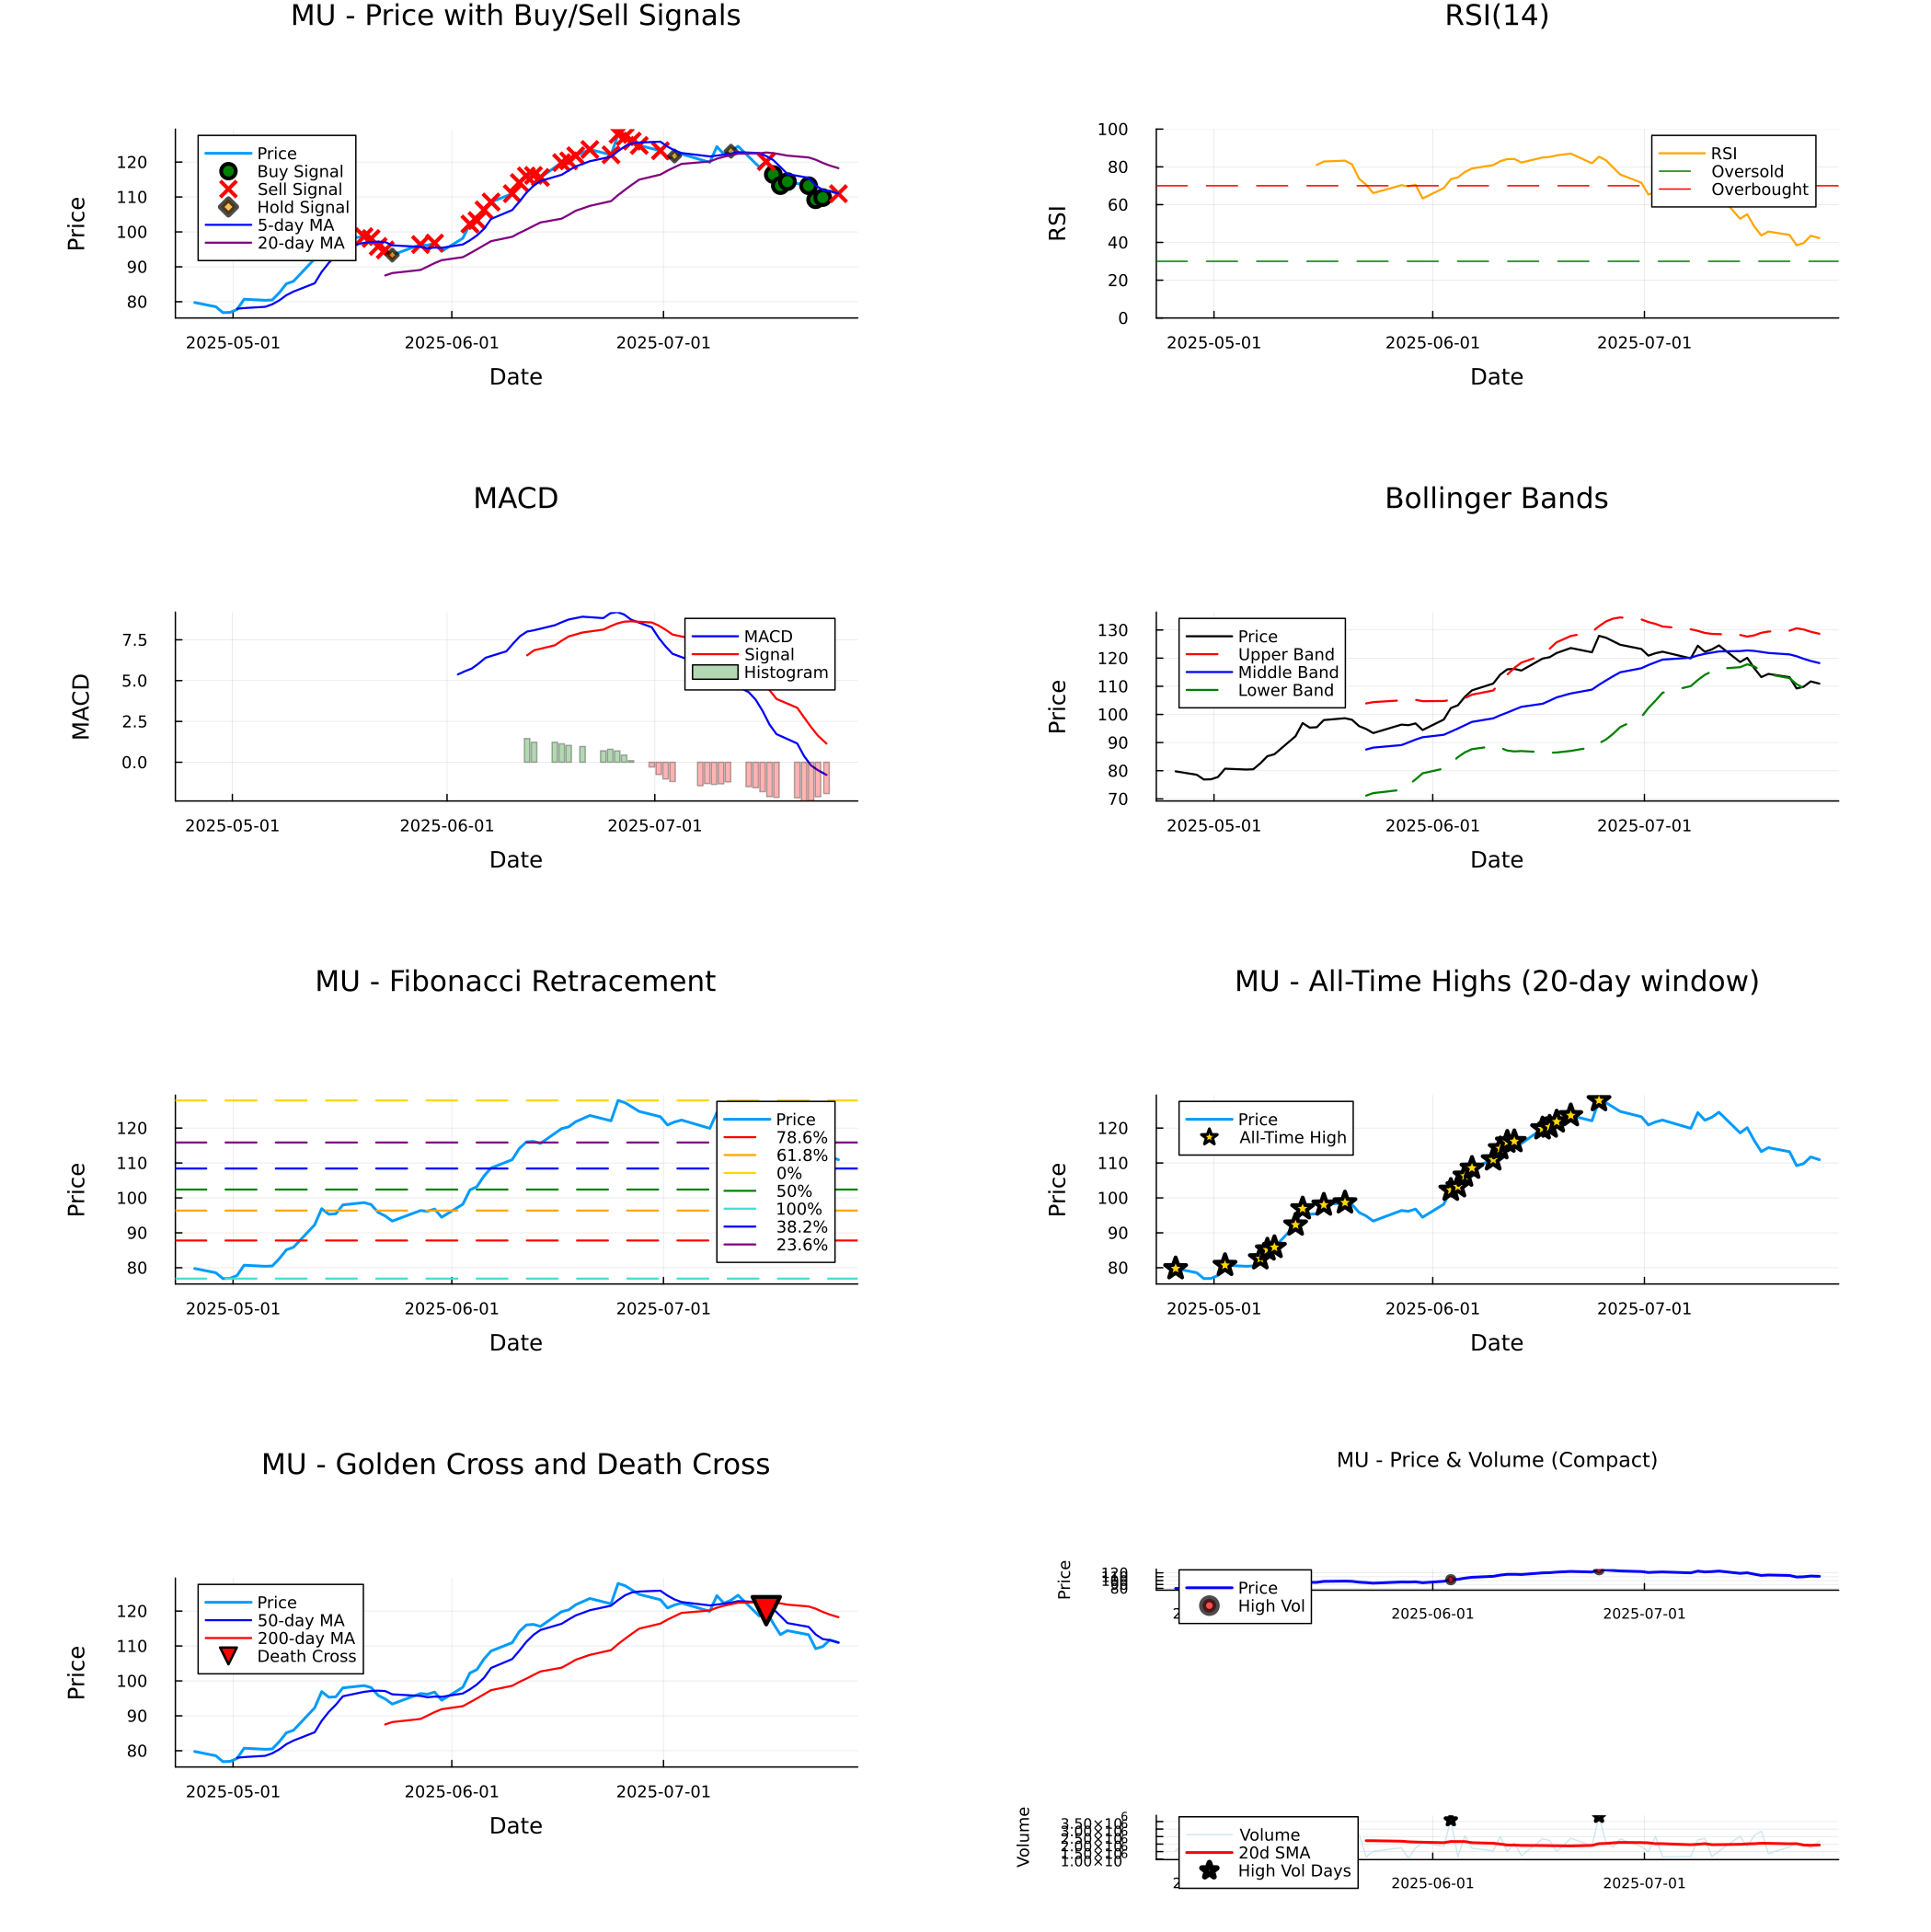 MU - Price with Buy/Sell Signals
Price
120
110
100
90
80
Price
Buy Signal
Sell Signal
Hold Signal
5-day MA
20-day MA
2025-05-01
2025-06-01
2025-07-01
Date
RSI(14)
RSI
100
80
60
40
20
0
RSI
Oversold
Overbought
2025-05-01
2025-06-01
2025-07-01
Date
MACD
MACD
7.5
5.0
2.5
0.0
MACD
Signal
Histogram
2025-05-01
2025-06-01
2025-07-01
Date
Bollinger Bands
Price
130
120
110
100
90
80
70
Price
Upper Band
Middle Band
Lower Band
2025-05-01
2025-06-01
2025-07-01
Date
MU - Fibonacci Retracement
Price
120
110
100
90
80
Price
78.6%
61.8%
0%
50%
100%
38.2%
23.6%
2025-05-01
2025-06-01
2025-07-01
Date
MU - All-Time Highs (20-day window)
Price
120
110
100
90
80
Price
All-Time High
2025-05-01
2025-06-01
2025-07-01
Date
MU - Golden Cross and Death Cross
Price
120
110
100
90
80
Price
50-day MA
200-day MA
Death Cross
2025-05-01
2025-06-01
2025-07-01
Date
MU - Price & Volume (Compact)
Price
120
80
Price
High Vol
2025-06-01
2025-07-01
Volume
Volume
20d SMA
High Vol Days
2025-06-01
2025-07-01